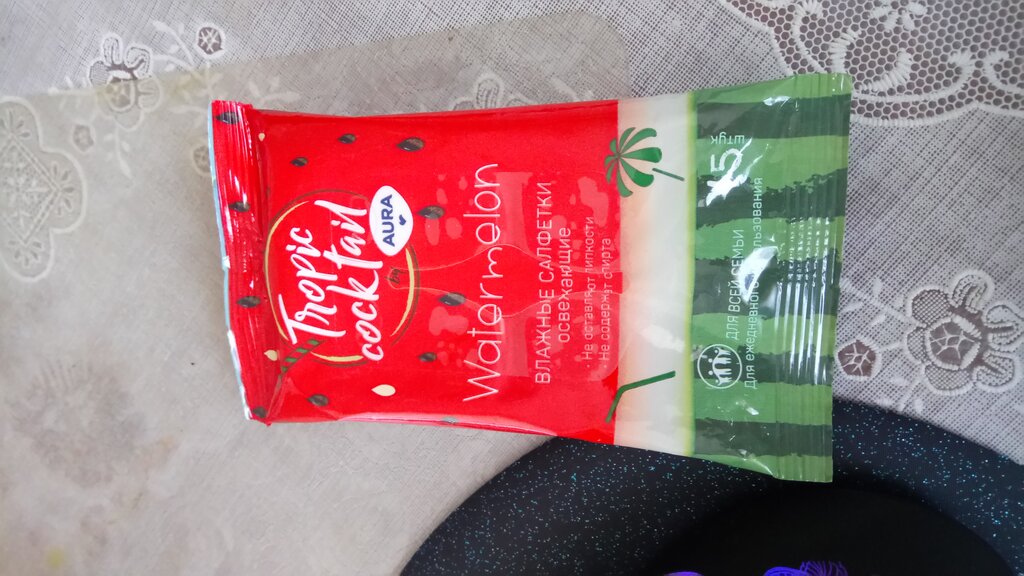 Tropic
cocktail
AURA
Watermelon
ВЛАЖНЫЕ САЛФЕТКИ
освежающие
Не оставляют липкости
Не содержат спирта
15
штук
ДЛЯ ВСЕЙ СЕМЬИ
Для ежедневного использования